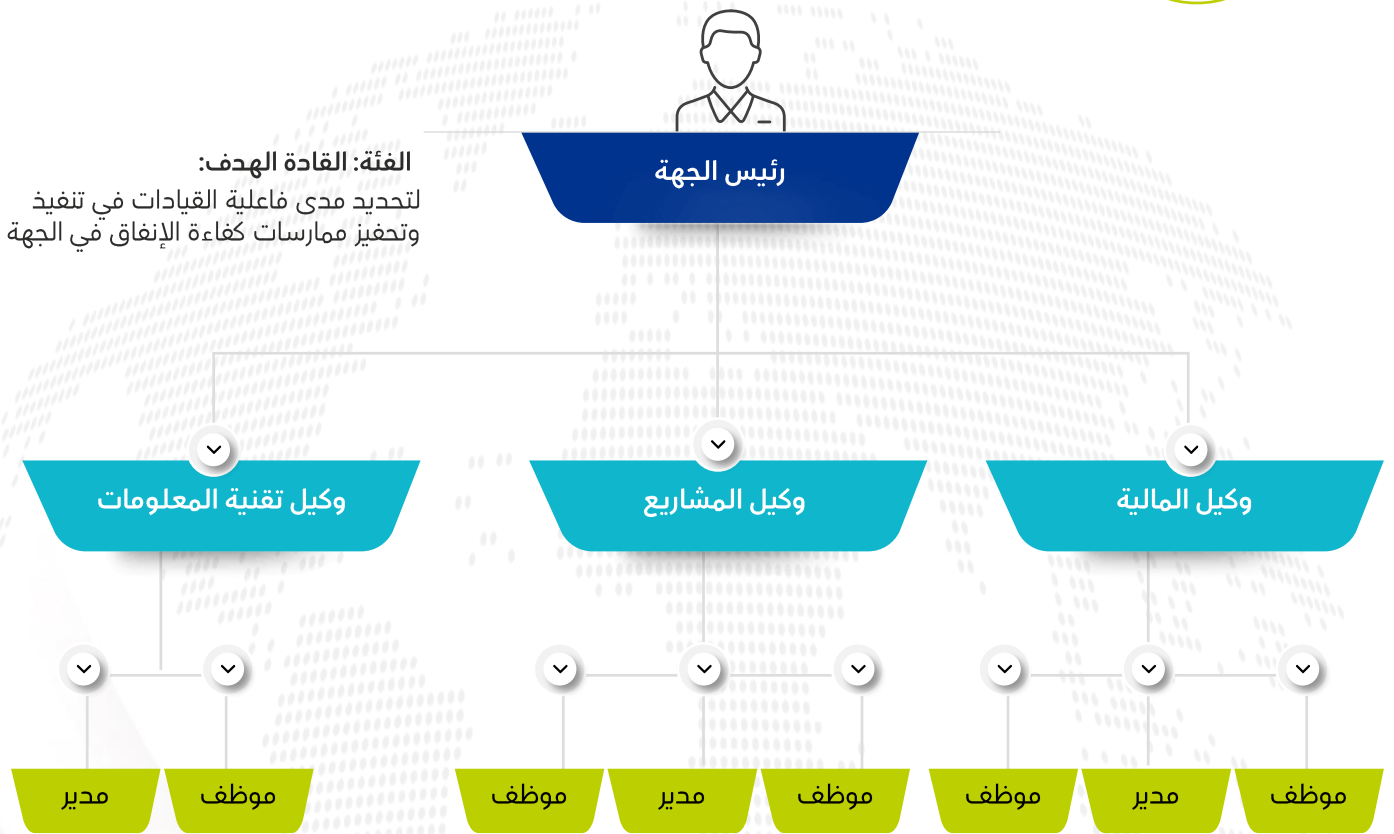 رئيس الجهة
الفئة: القادة الهدف:
لتحديد مدى فاعلية القيادات في تنفيذ
وتحفيز ممارسات كفاءة الإنفاق في الجهة
وكيل المالية
وكيل المشاريع
وكيل تقنية المعلومات
موظف
مدير
موظف
موظف
مدير
موظف
موظف
مدير